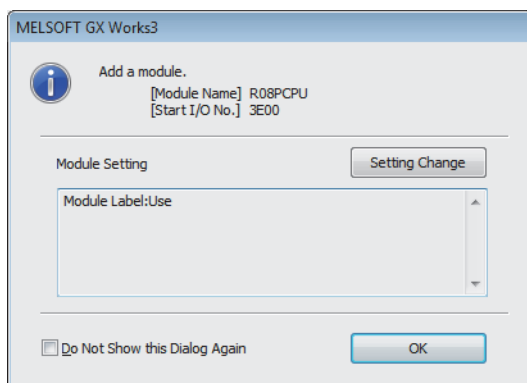 MELSOFT GX Works3
Add a module.
[Module Name] R08PCPU
[Start I/O No.] 3E00
Module Setting
Setting Change
Module Label:Use
Do Not Show this Dialog Again
OK